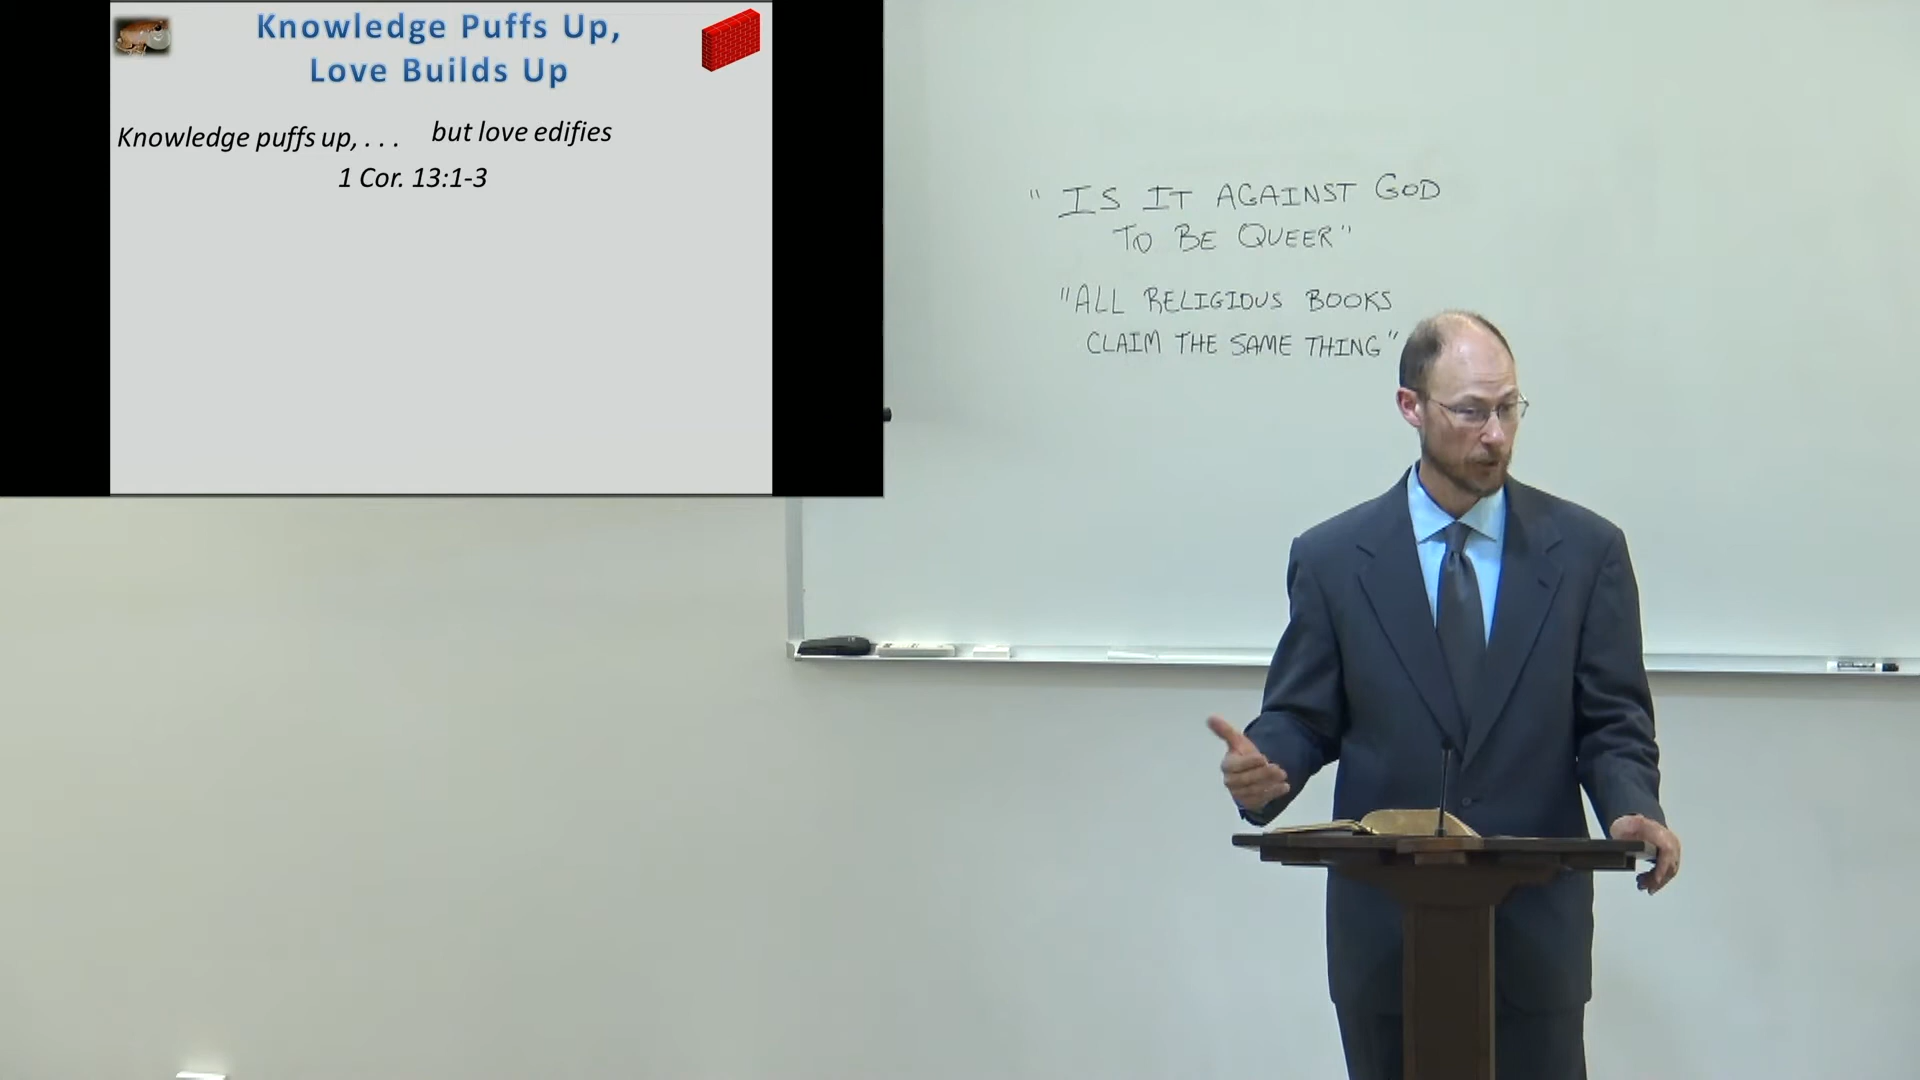 Knowledge Puffs Up,
Love Builds Up
Knowledge puffs up, . . . but love edifies
1 Cor. 13:1-3
" IS IT AGAINST GOD
TO BE QUEER"
"ALL RELIGIOUS BOOKS
CLAIM THE SAME THING"